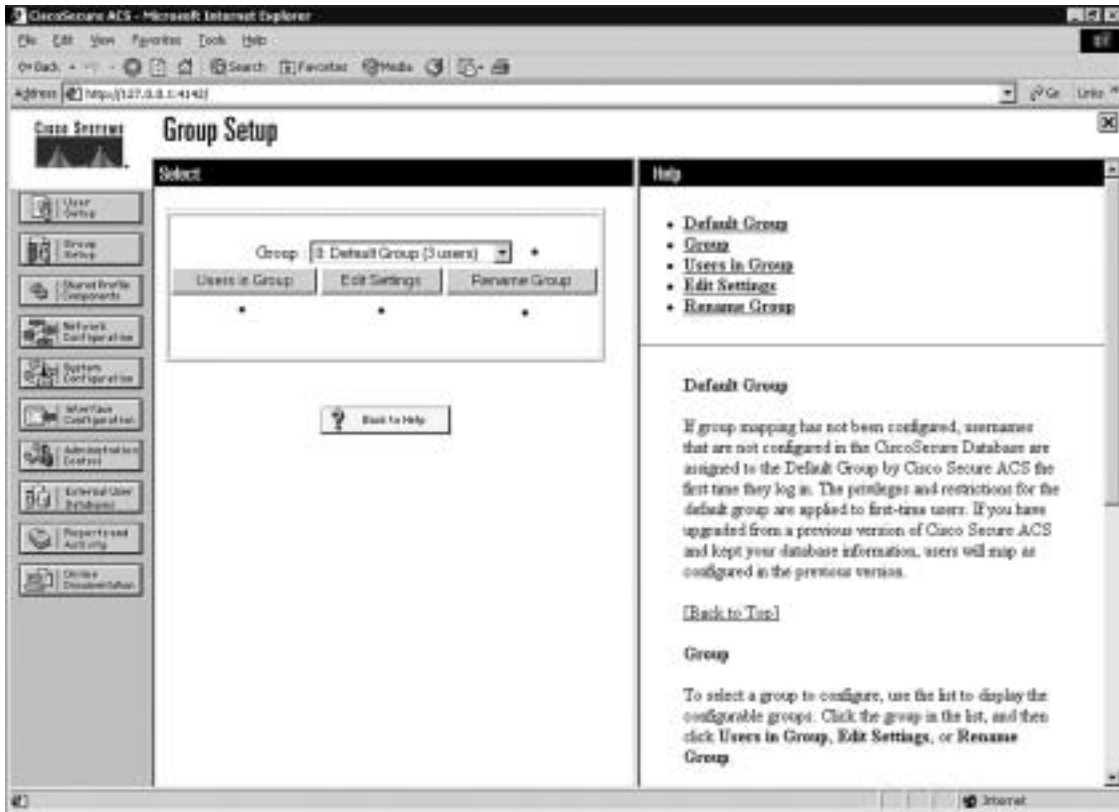 CiscoSecure ACS - Microsoft Internet Explorer
File Edit View Favorites Tools Help
Back Search Favorites Media
Address http://127.0.0.1:4142/ Go Links
Cisco Systems
Group Setup
Select
User Setup
Group Setup
Shared Profile Components
Network Configuration
System Configuration
Interface Configuration
Administration Control
External User Databases
Reports and Activity
Online Documentation
Group 0: Default Group (3 users)
Users in Group Edit Settings Rename Group
? Back to Help
Help
• Default Group
• Group
• Users in Group
• Edit Settings
• Rename Group
Default Group
If group mapping has not been configured, usernames
that are not configured in the CiscoSecure Database are
assigned to the Default Group by Cisco Secure ACS the
first time they log in. The privileges and restrictions for the
default group are applied to first-time users. If you have
upgraded from a previous version of Cisco Secure ACS
and kept your database information, users will map as
configured in the previous version.
[Back to Top]
Group
To select a group to configure, use the list to display the
configurable groups. Click the group in the list, and then
click Users in Group, Edit Settings, or Rename
Group.
Internet